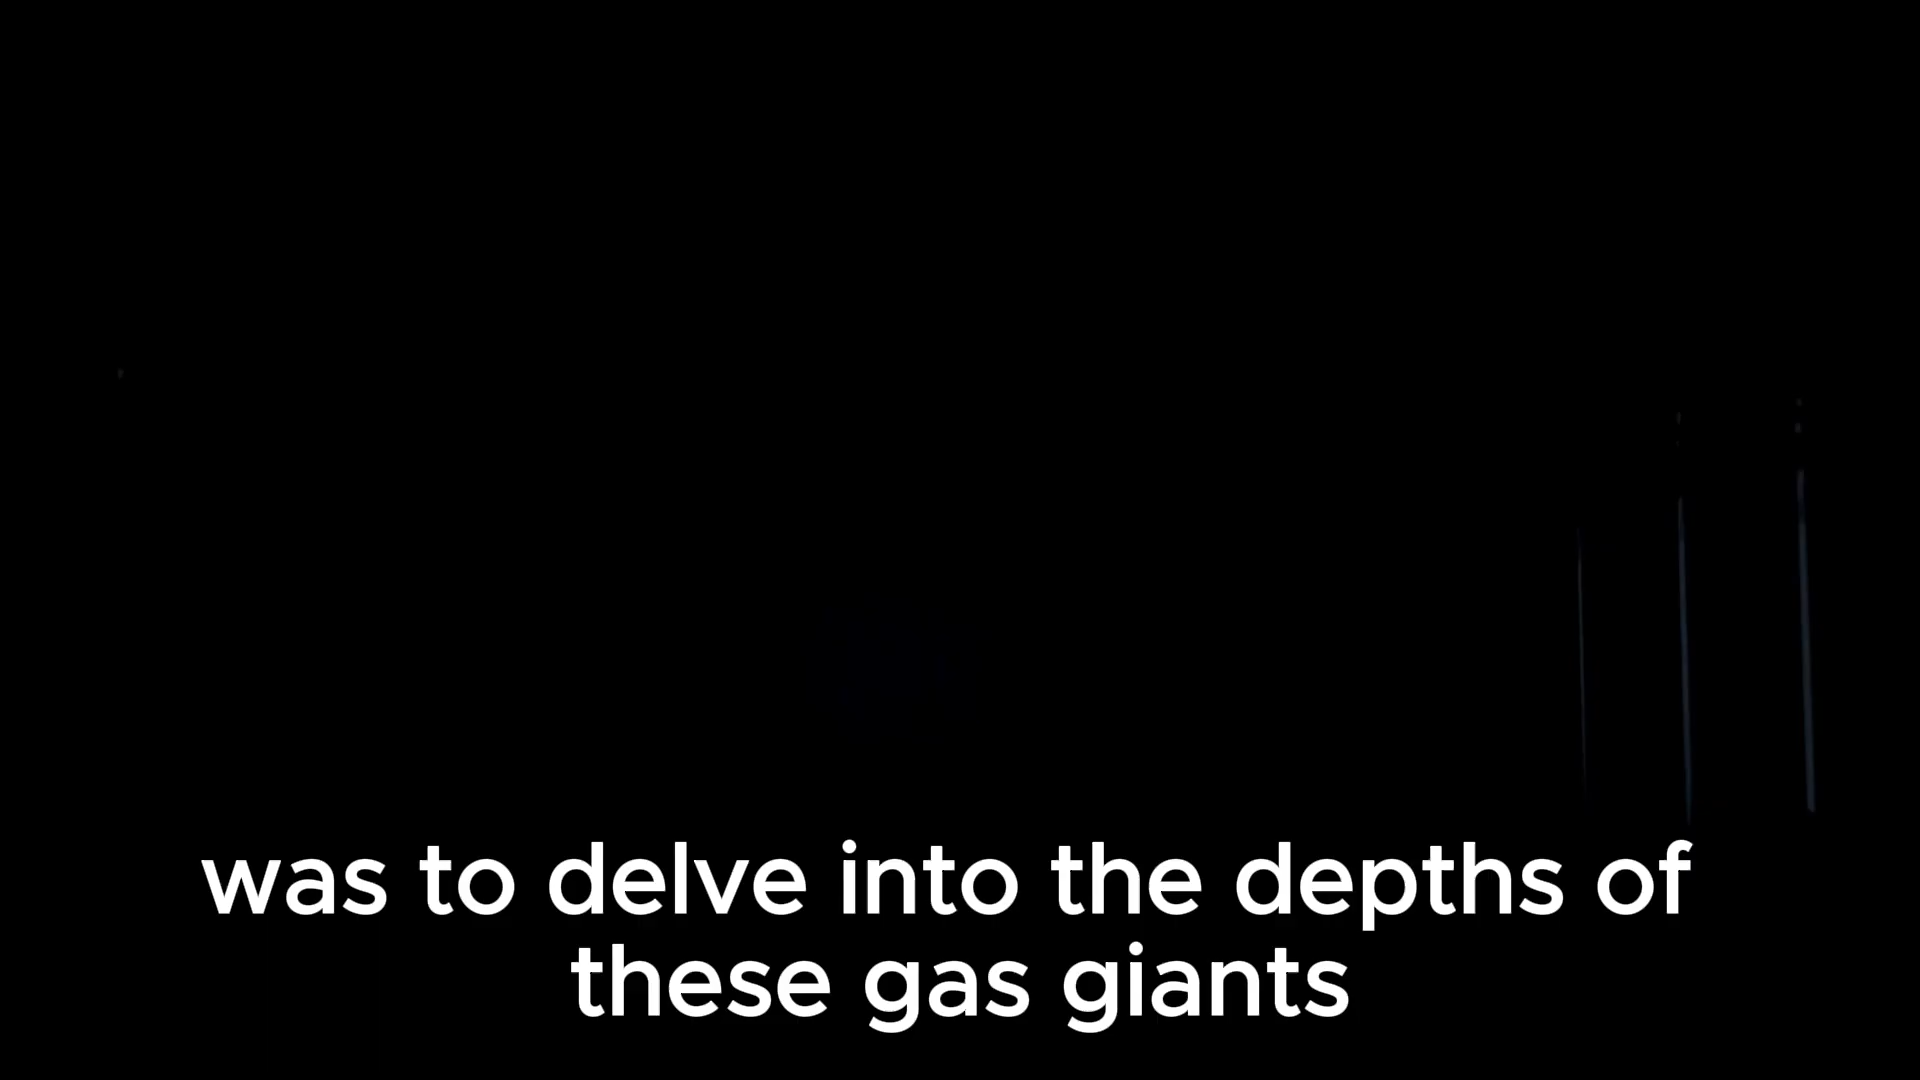 was to delve into the depths of
these gas giants